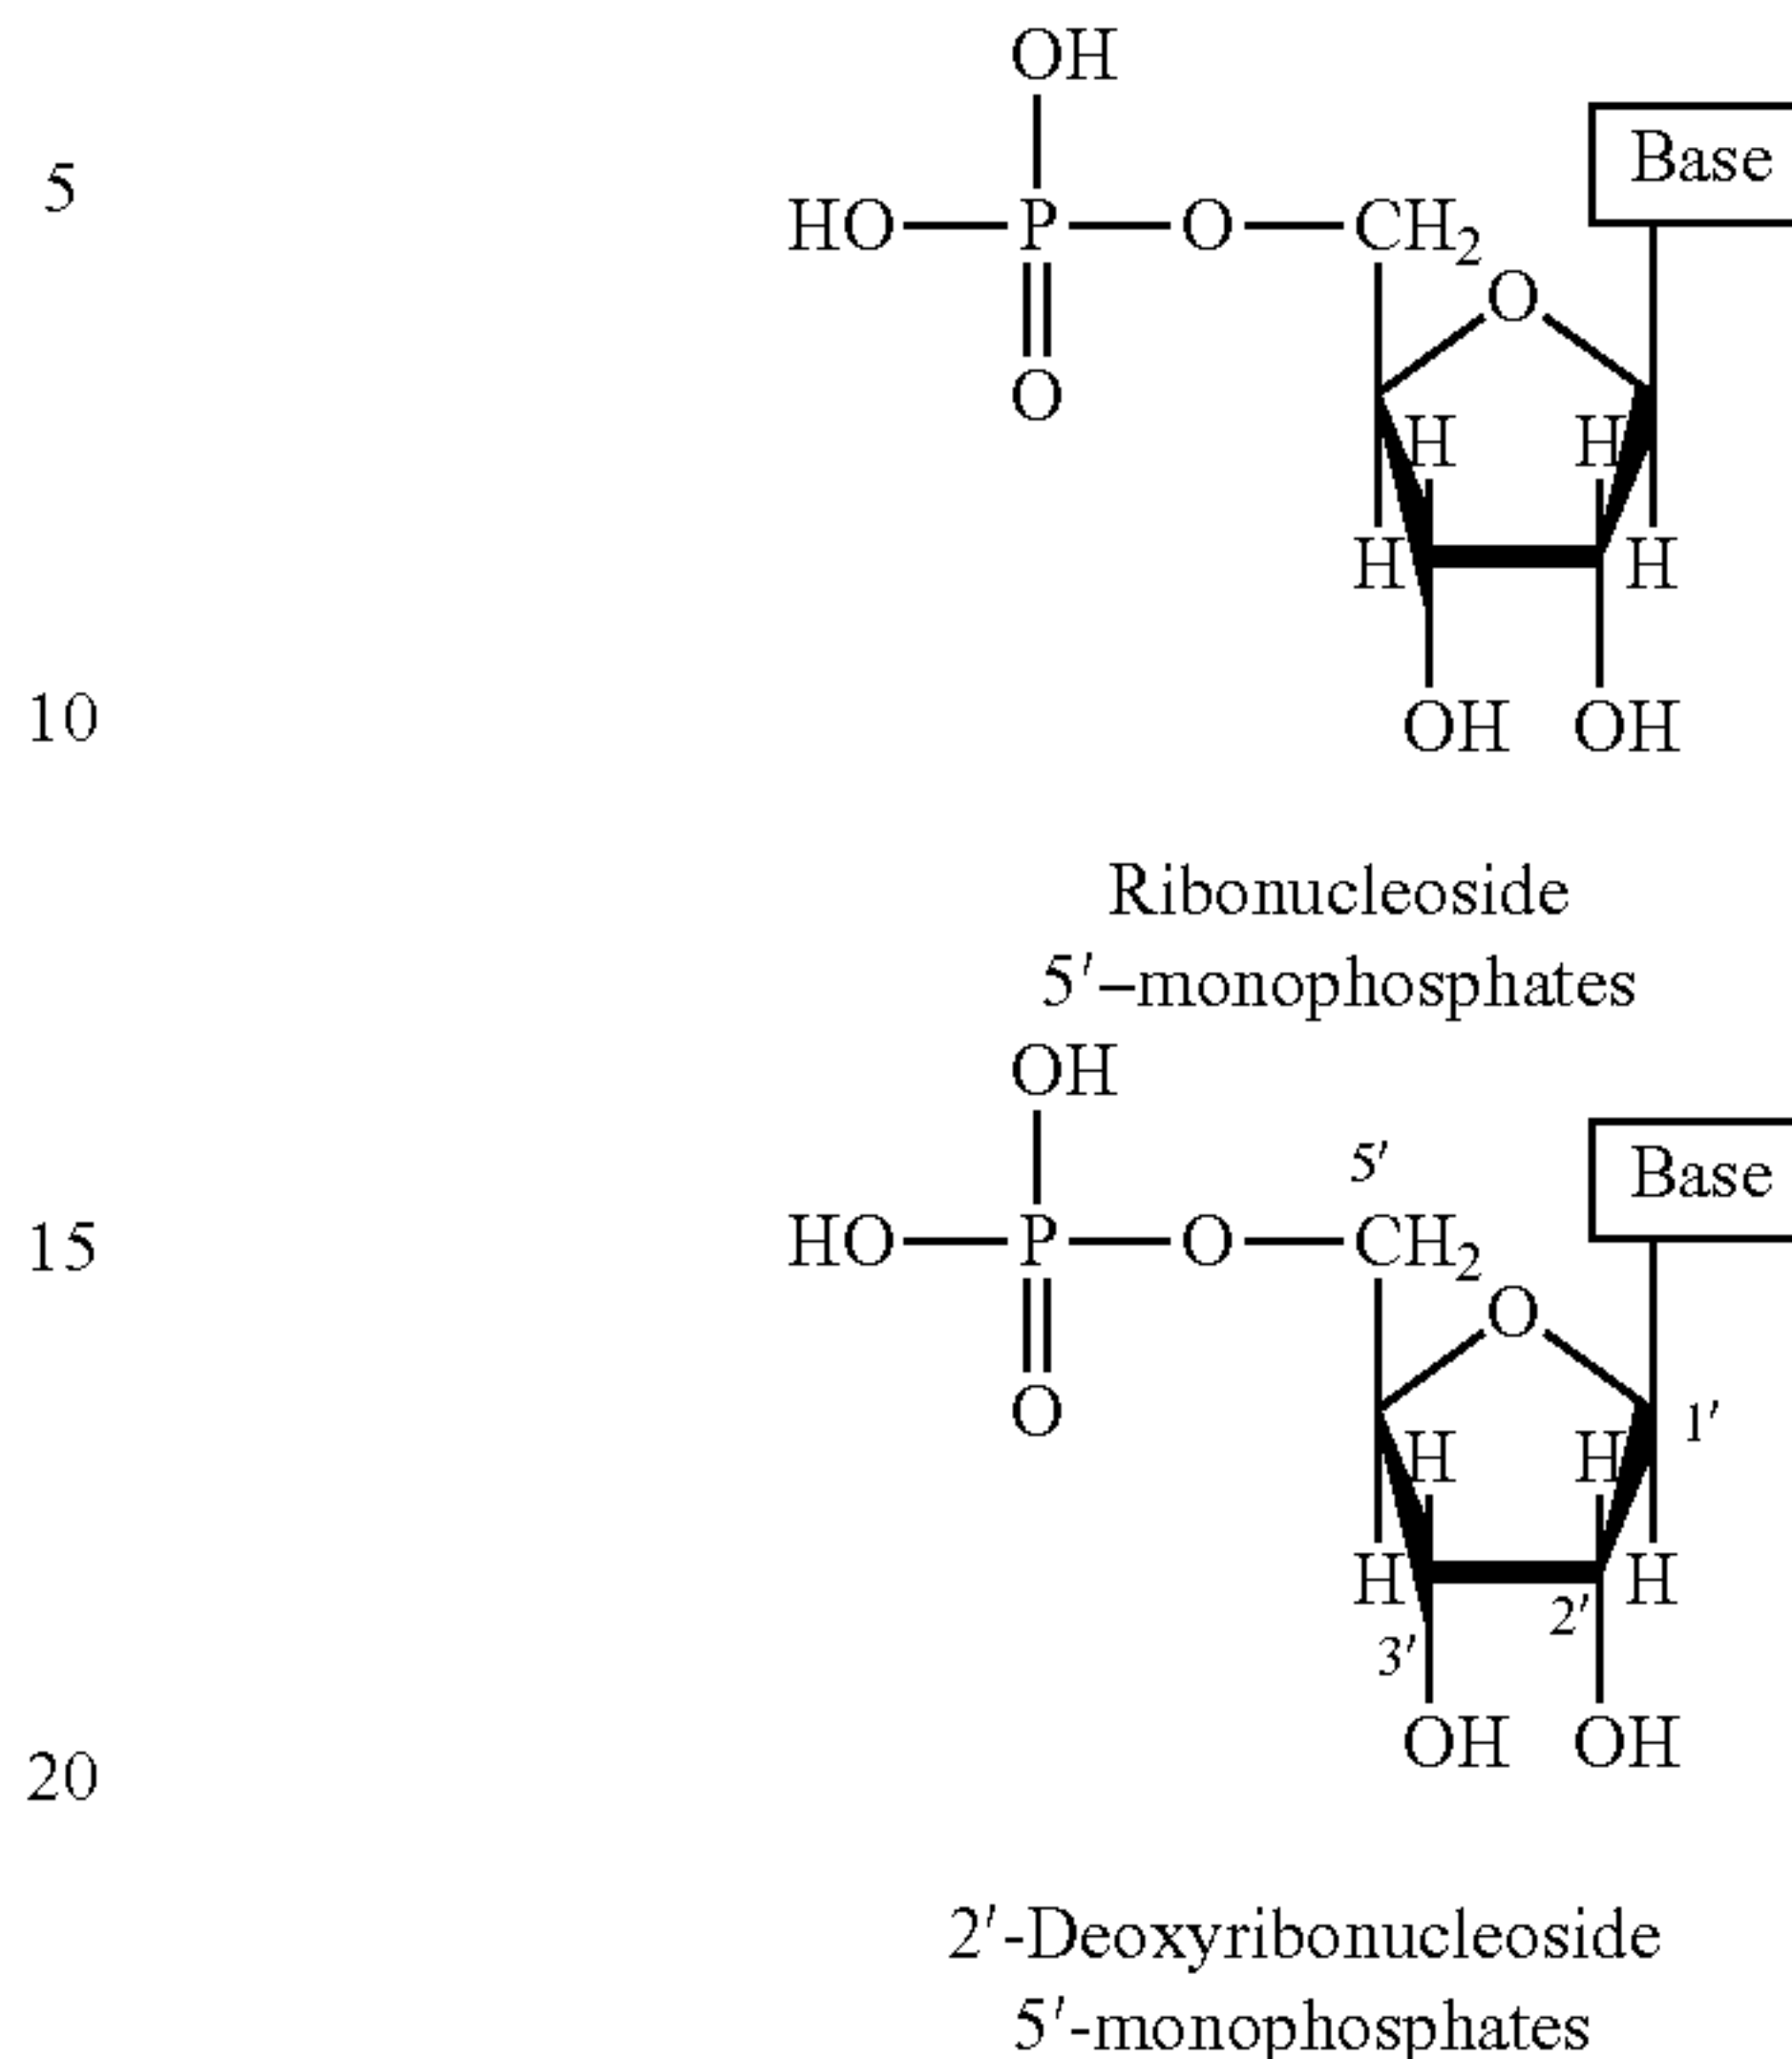 OH
Base
5
HO P O CH2
O
O
H H
H H
10
OH OH
Ribonucleoside
5′–monophosphates
OH
5′
Base
15
HO P O CH2
O
O
1′
H H
H H
2′
3′
OH OH
20
2′-Deoxyribonucleoside
5′-monophosphates